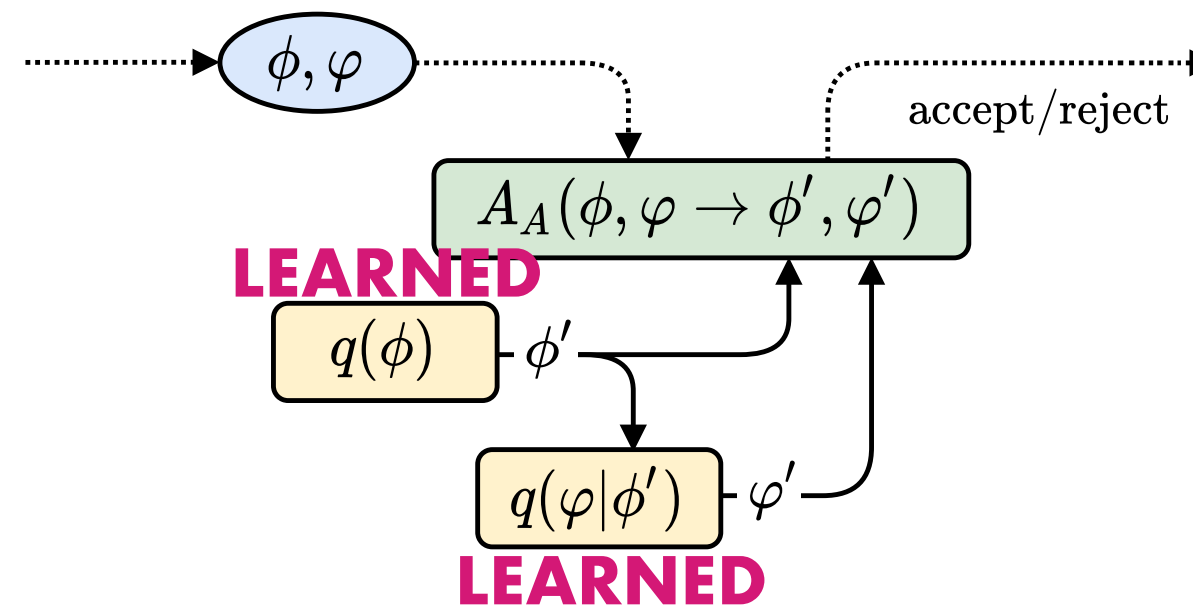 ϕ, φ
accept/reject
A_A(ϕ, φ → ϕ′, φ′)
LEARNED
q(ϕ)
ϕ′
q(φ|ϕ′)
φ′
LEARNED